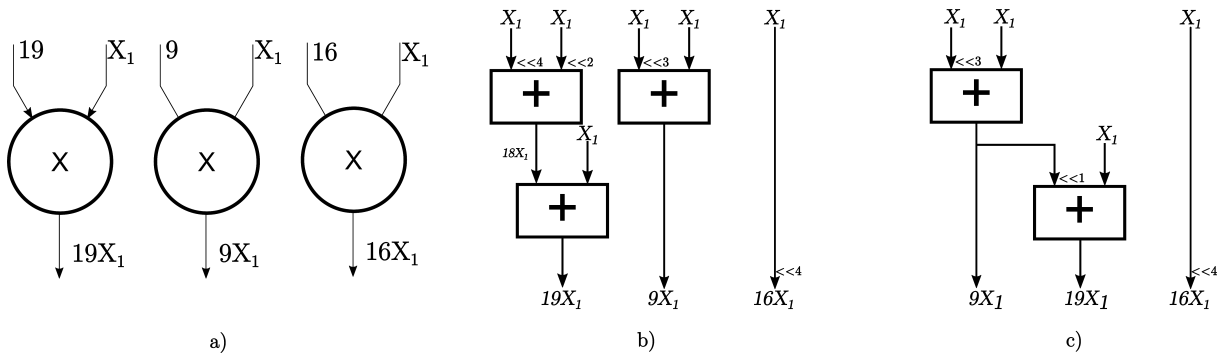 19 X1 9 X1 16 X1
X X X
19X1 9X1 16X1
a)
X1 X1 X1 X1 X1
<<4 <<2 <<3
+ +
18X1 X1
+
<<4
19X1 9X1 16X1
b)
X1 X1 X1
<<3
+
X1
<<1
+
<<4
9X1 19X1 16X1
c)